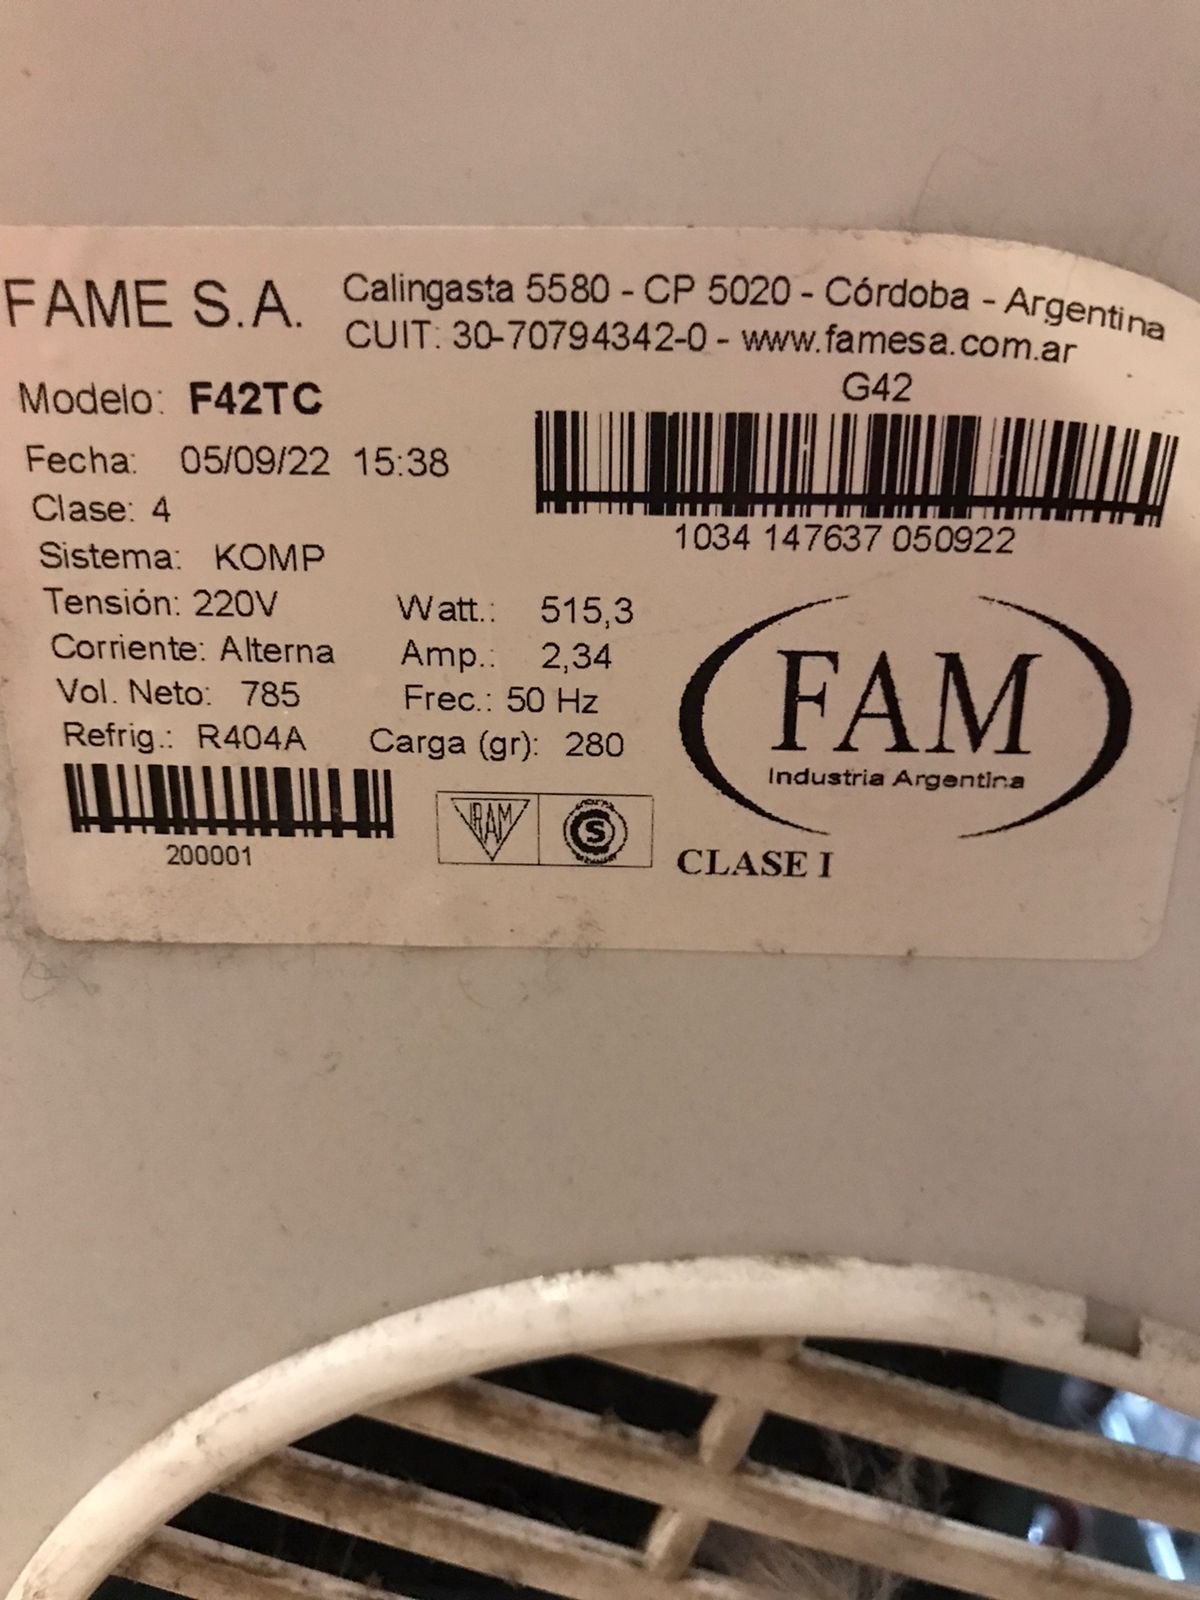 FAME S.A.
Calingasta 5580 - CP 5020 - Córdoba - Argentina
CUIT: 30-70794342-0 - www.famesa.com.ar
Modelo: F42TC
G42
Fecha: 05/09/22 15:38
1034 147637 050922
Clase: 4
Sistema: KOMP
Tensión: 220V Watt.: 515,3
Corriente: Alterna Amp.: 2,34
Vol. Neto: 785 Frec.: 50 Hz
Refrig.: R404A Carga (gr): 280
200001
IRAM
S
FAM
Industria Argentina
CLASE I